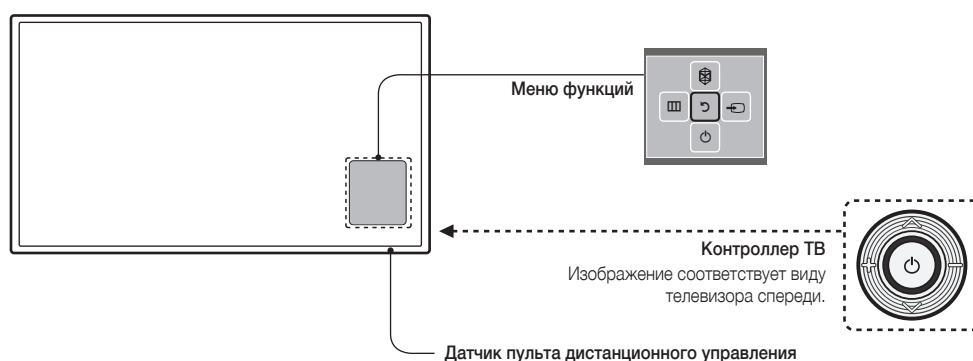 Меню функций
Контроллер ТВ
Изображение соответствует виду
телевизора спереди.
Датчик пульта дистанционного управления